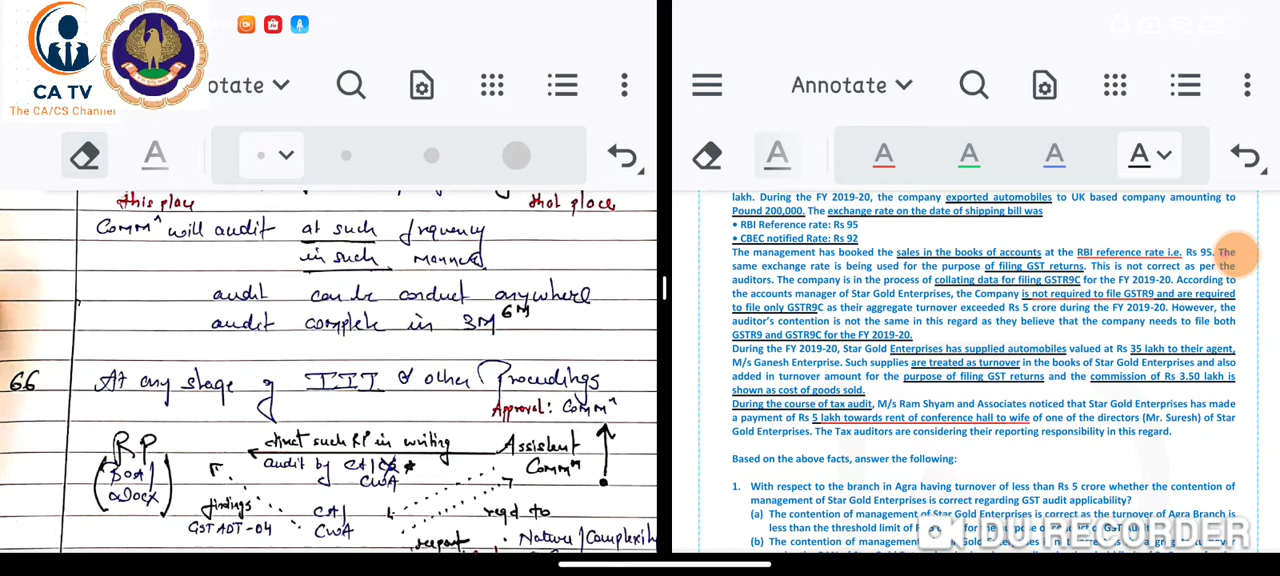 CA TV
The CA/CS Channel
otate
Annotate
A
A
A
A
A
A
this place
that place
Comm^n will audit at such frequency
in such manner
audit can be conduct anywhere
audit complete in 3M 6M
66
At any stage of I I I & other Proceedings
Approval: Comm^n
RP
direct such RP in writing
Assistent
Comm^n
audit by CA/
CWA
BOA/
Docx
findings
GST ADT-04
CA/
CWA
regd to
report
Nature/Complexit
lakh. During the FY 2019-20, the company exported automobiles to UK based company amounting to
Pound 200,000. The exchange rate on the date of shipping bill was
• RBI Reference rate: Rs 95
• CBEC notified Rate: Rs 92
The management has booked the sales in the books of accounts at the RBI reference rate i.e. Rs 95. The
same exchange rate is being used for the purpose of filing GST returns. This is not correct as per the
auditors. The company is in the process of collating data for filing GSTR9C for the FY 2019-20. According to
the accounts manager of Star Gold Enterprises, the Company is not required to file GSTR9 and are required
to file only GSTR9C as their aggregate turnover exceeded Rs 5 crore during the FY 2019-20. However, the
auditor's contention is not the same in this regard as they believe that the company needs to file both
GSTR9 and GSTR9C for the FY 2019-20.
During the FY 2019-20, Star Gold Enterprises has supplied automobiles valued at Rs 35 lakh to their agent,
M/s Ganesh Enterprise. Such supplies are treated as turnover in the books of Star Gold Enterprises and also
added in turnover amount for the purpose of filing GST returns and the commission of Rs 3.50 lakh is
shown as cost of goods sold.
During the course of tax audit, M/s Ram Shyam and Associates noticed that Star Gold Enterprises has made
a payment of Rs 5 lakh towards rent of conference hall to wife of one of the directors (Mr. Suresh) of Star
Gold Enterprises. The Tax auditors are considering their reporting responsibility in this regard.
Based on the above facts, answer the following:
1. With respect to the branch in Agra having turnover of less than Rs 5 crore whether the contention of
management of Star Gold Enterprises is correct regarding GST audit applicability?
(a) The contention of management of Star Gold Enterprises is correct as the turnover of Agra Branch is
less than the threshold limit of
(b) The contention of management
DU RECORDER